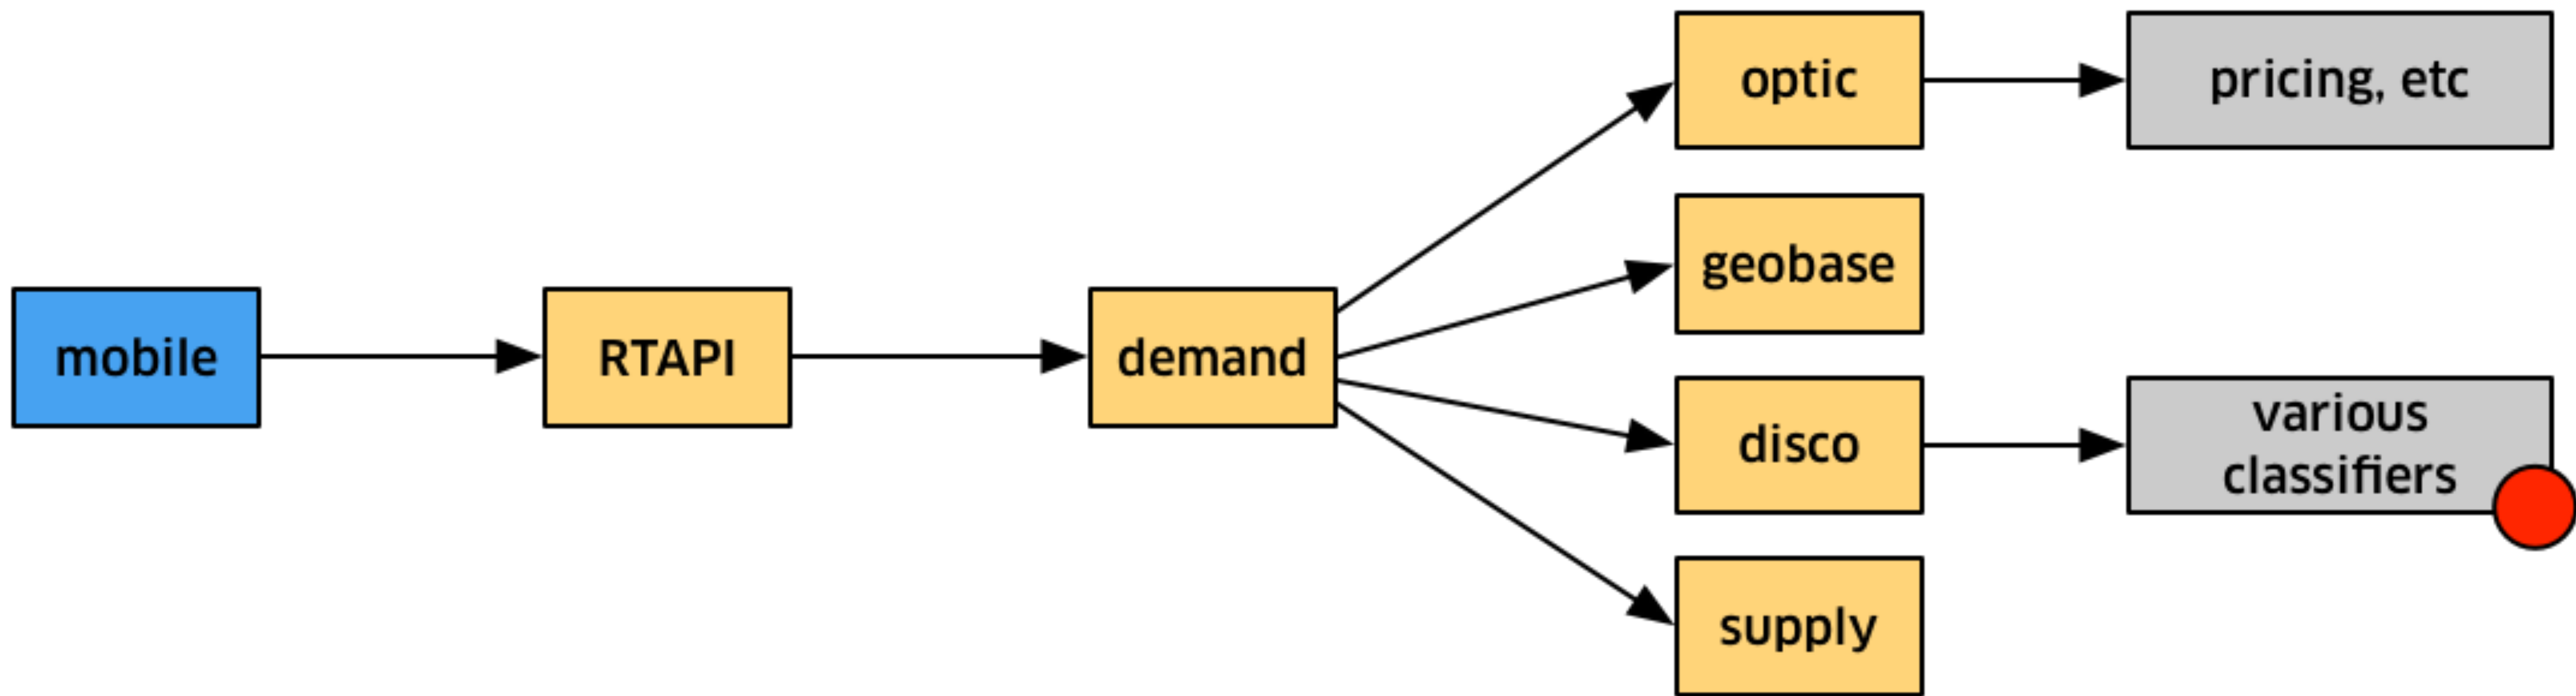 optic
pricing, etc
geobase
mobile
RTAPI
demand
disco
various
classifiers
supply